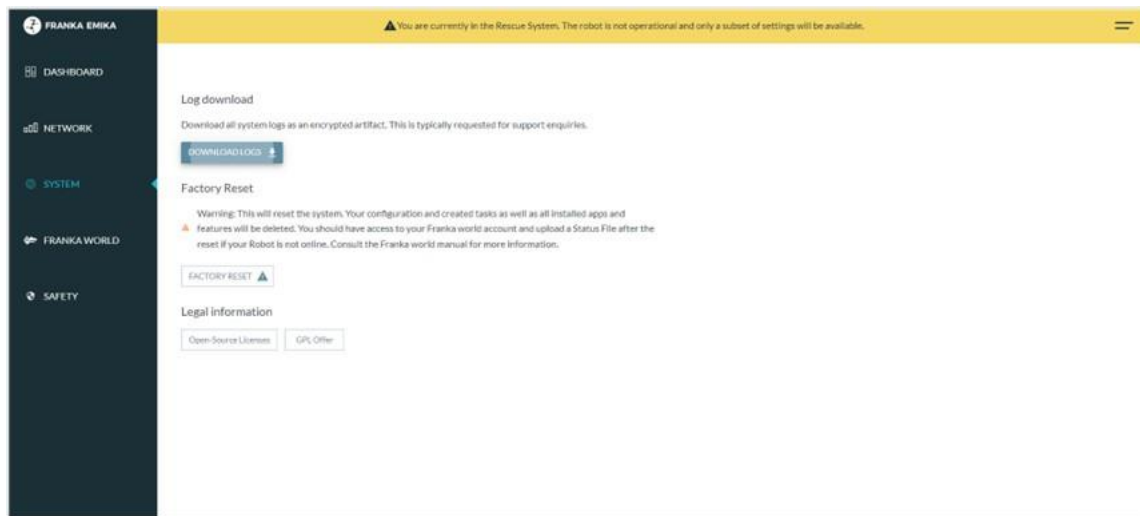 FRANKA EMIKA
You are currently in the Rescue System. The robot is not operational and only a subset of settings will be available.
DASHBOARD
NETWORK
SYSTEM
FRANKA WORLD
SAFETY
Log download
Download all system logs as an encrypted artifact. This is typically requested for support enquiries.
DOWNLOAD LOGS
Factory Reset
Warning: This will reset the system. Your configuration and created tasks as well as all installed apps and
features will be deleted. You should have access to your Franka world account and upload a Status File after the
reset if your Robot is not online. Consult the Franka world manual for more information.
FACTORY RESET
Legal information
Open-Source Licenses
GPL Offer